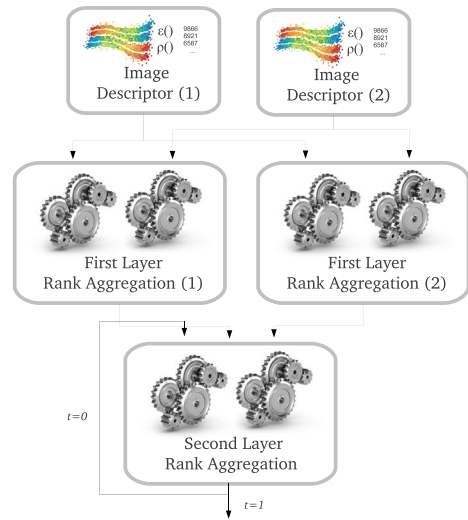 ε() 9866
8921
ρ() 6587
...
Image
Descriptor (1)
ε() 9866
8921
ρ() 6587
...
Image
Descriptor (2)
First Layer
Rank Aggregation (1)
First Layer
Rank Aggregation (2)
t=0
Second Layer
Rank Aggregation
t=1